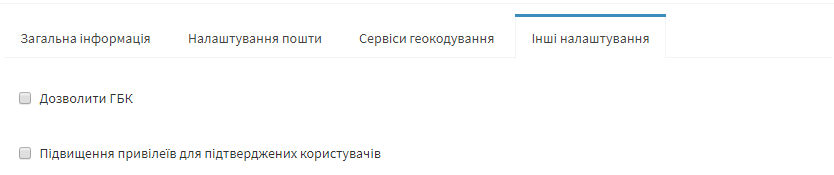 Загальна інформація Налаштування пошти Сервіси геокодування Інші налаштування
Дозволити ГБК
Підвищення привілеїв для підтверджених користувачів